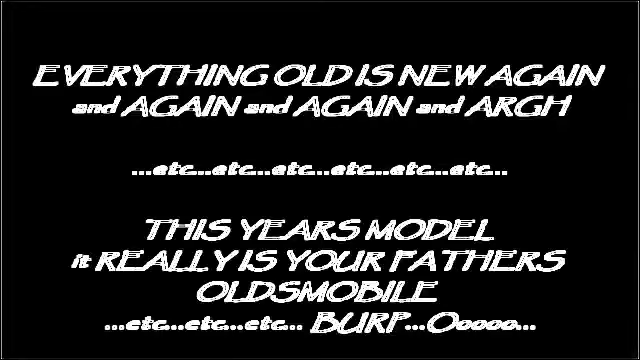 EVERYTHING OLD IS NEW AGAIN
and AGAIN and AGAIN and ARGH
...etc...etc...etc...etc...etc...etc...
THIS YEARS MODEL
it REALLY IS YOUR FATHERS
OLDSMOBILE
...etc...etc...etc... BURP...Ooooo...